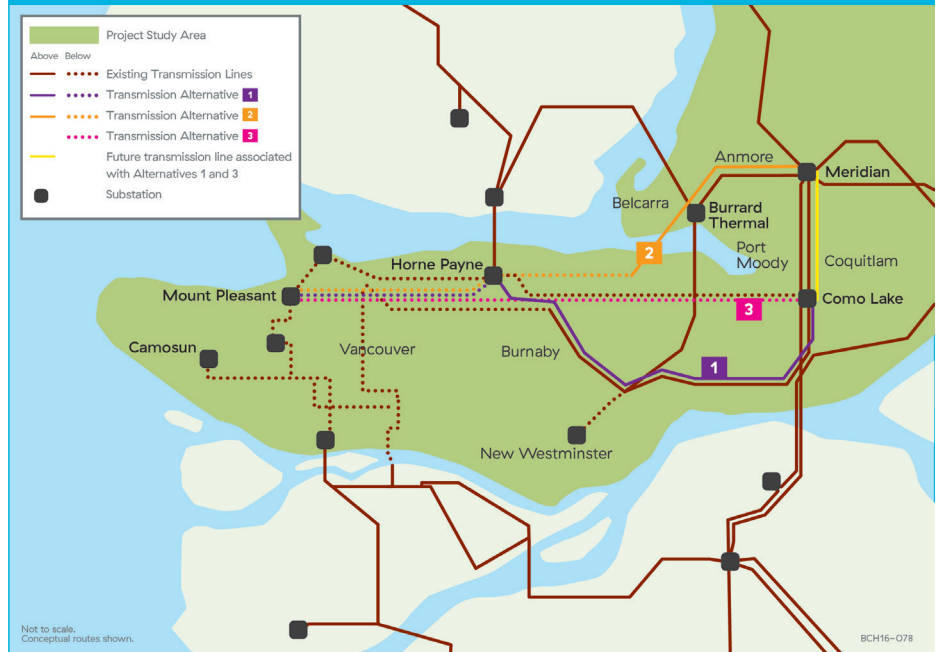 Project Study Area
Above Below
Existing Transmission Lines
Transmission Alternative 1
Transmission Alternative 2
Transmission Alternative 3
Future transmission line associated
with Alternatives 1 and 3
Substation
Anmore
Meridian
Belcarra
Burrard
Thermal
2
Port
Moody
Coquitlam
Horne Payne
Mount Pleasant
Como Lake
3
Camosun
Vancouver
Burnaby
1
New Westminster
Not to scale.
Conceptual routes shown.
BCH16-078